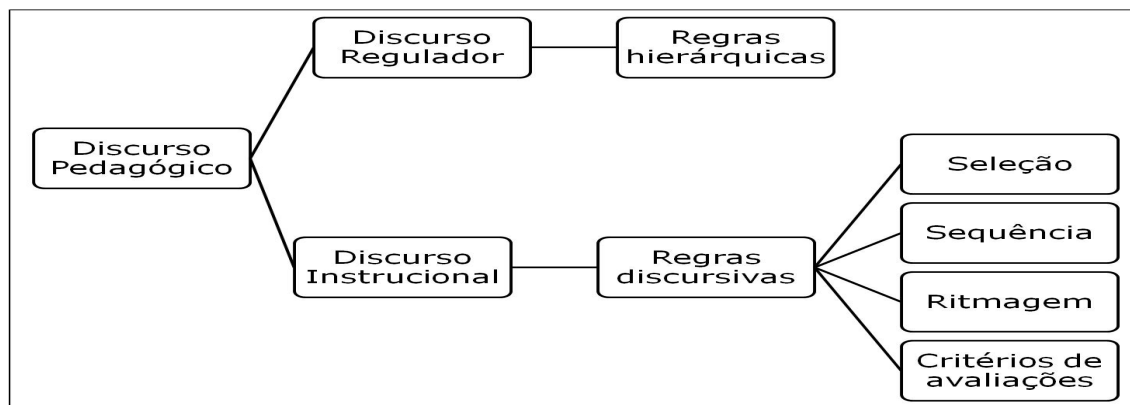 Discurso
Regulador
Regras
hierárquicas
Discurso
Pedagógico
Discurso
Instrucional
Regras
discursivas
Seleção
Sequência
Ritmagem
Critérios de
avaliações